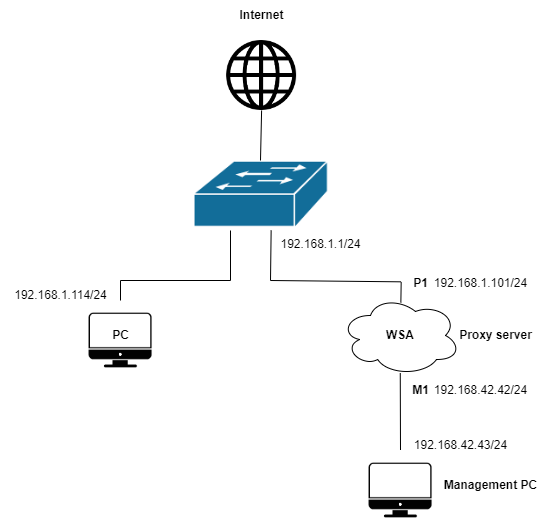 Internet
192.168.1.1/24
192.168.1.114/24
P1 192.168.1.101/24
PC
WSA
Proxy server
M1 192.168.42.42/24
192.168.42.43/24
Management PC